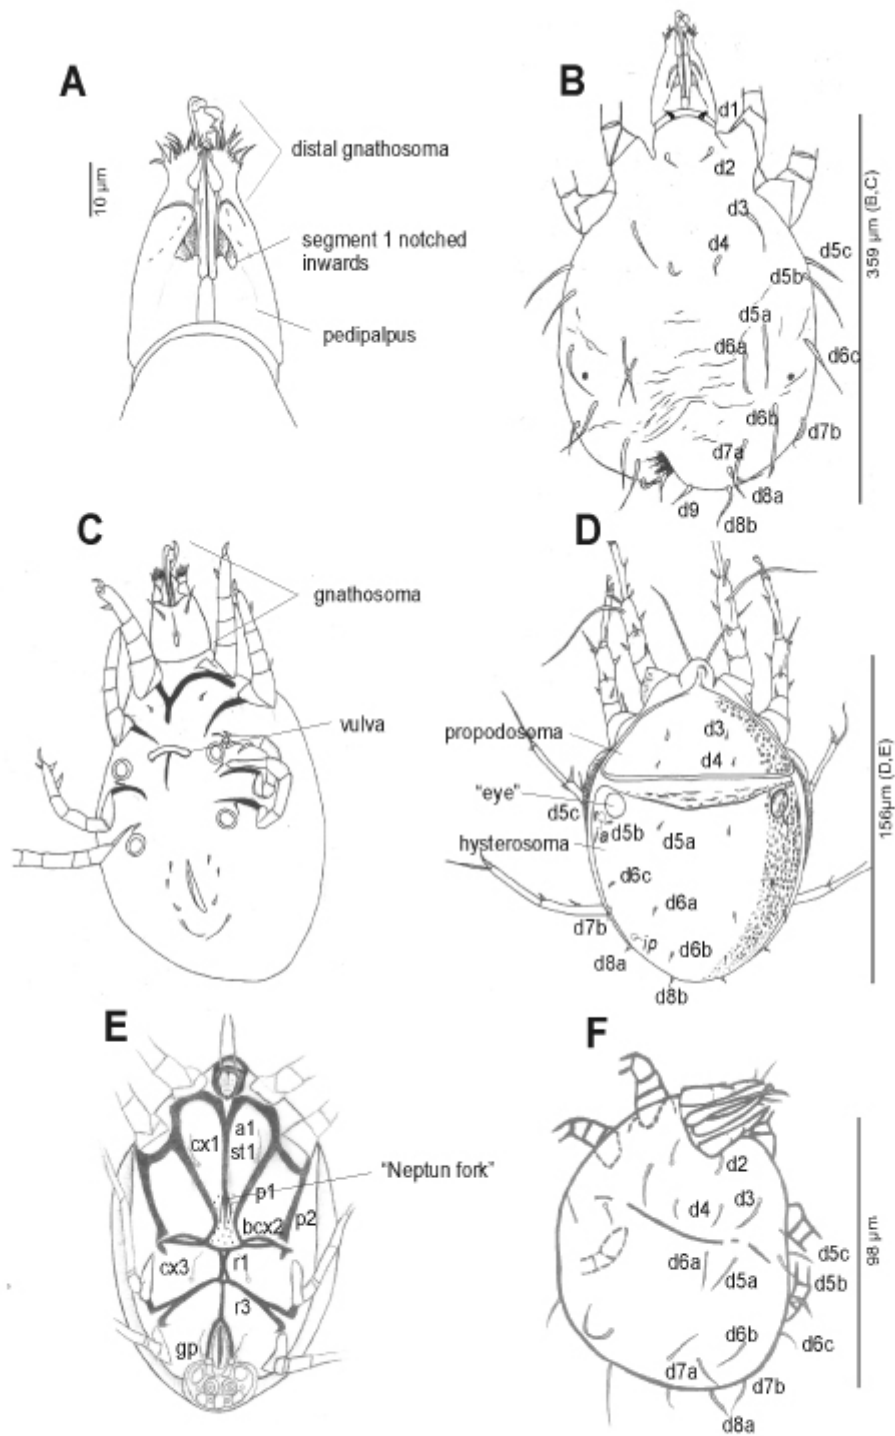 A
distal gnathosoma
10 µm
segment 1 notched
inwards
pedipalpus
B
d1
d2
d3
d4
d5c
d5b
d5a
d6a
d6c
d6b
d7b
d7a
d8a
d9
d8b
359 µm (B,C)
C
gnathosoma
vulva
D
propodosoma
d3
d4
"eye"
d5c
ia
d5b
d5a
hysterosoma
d6c
d6a
d7b
ip
d6b
d8a
d8b
156µm (D,E)
E
cx1
a1
st1
"Neptun fork"
p1
bcx2
p2
cx3
r1
r3
gp
F
d2
d4
d3
d6a
d5a
d5c
d5b
d6b
d6c
d7a
d7b
d8a
98 µm